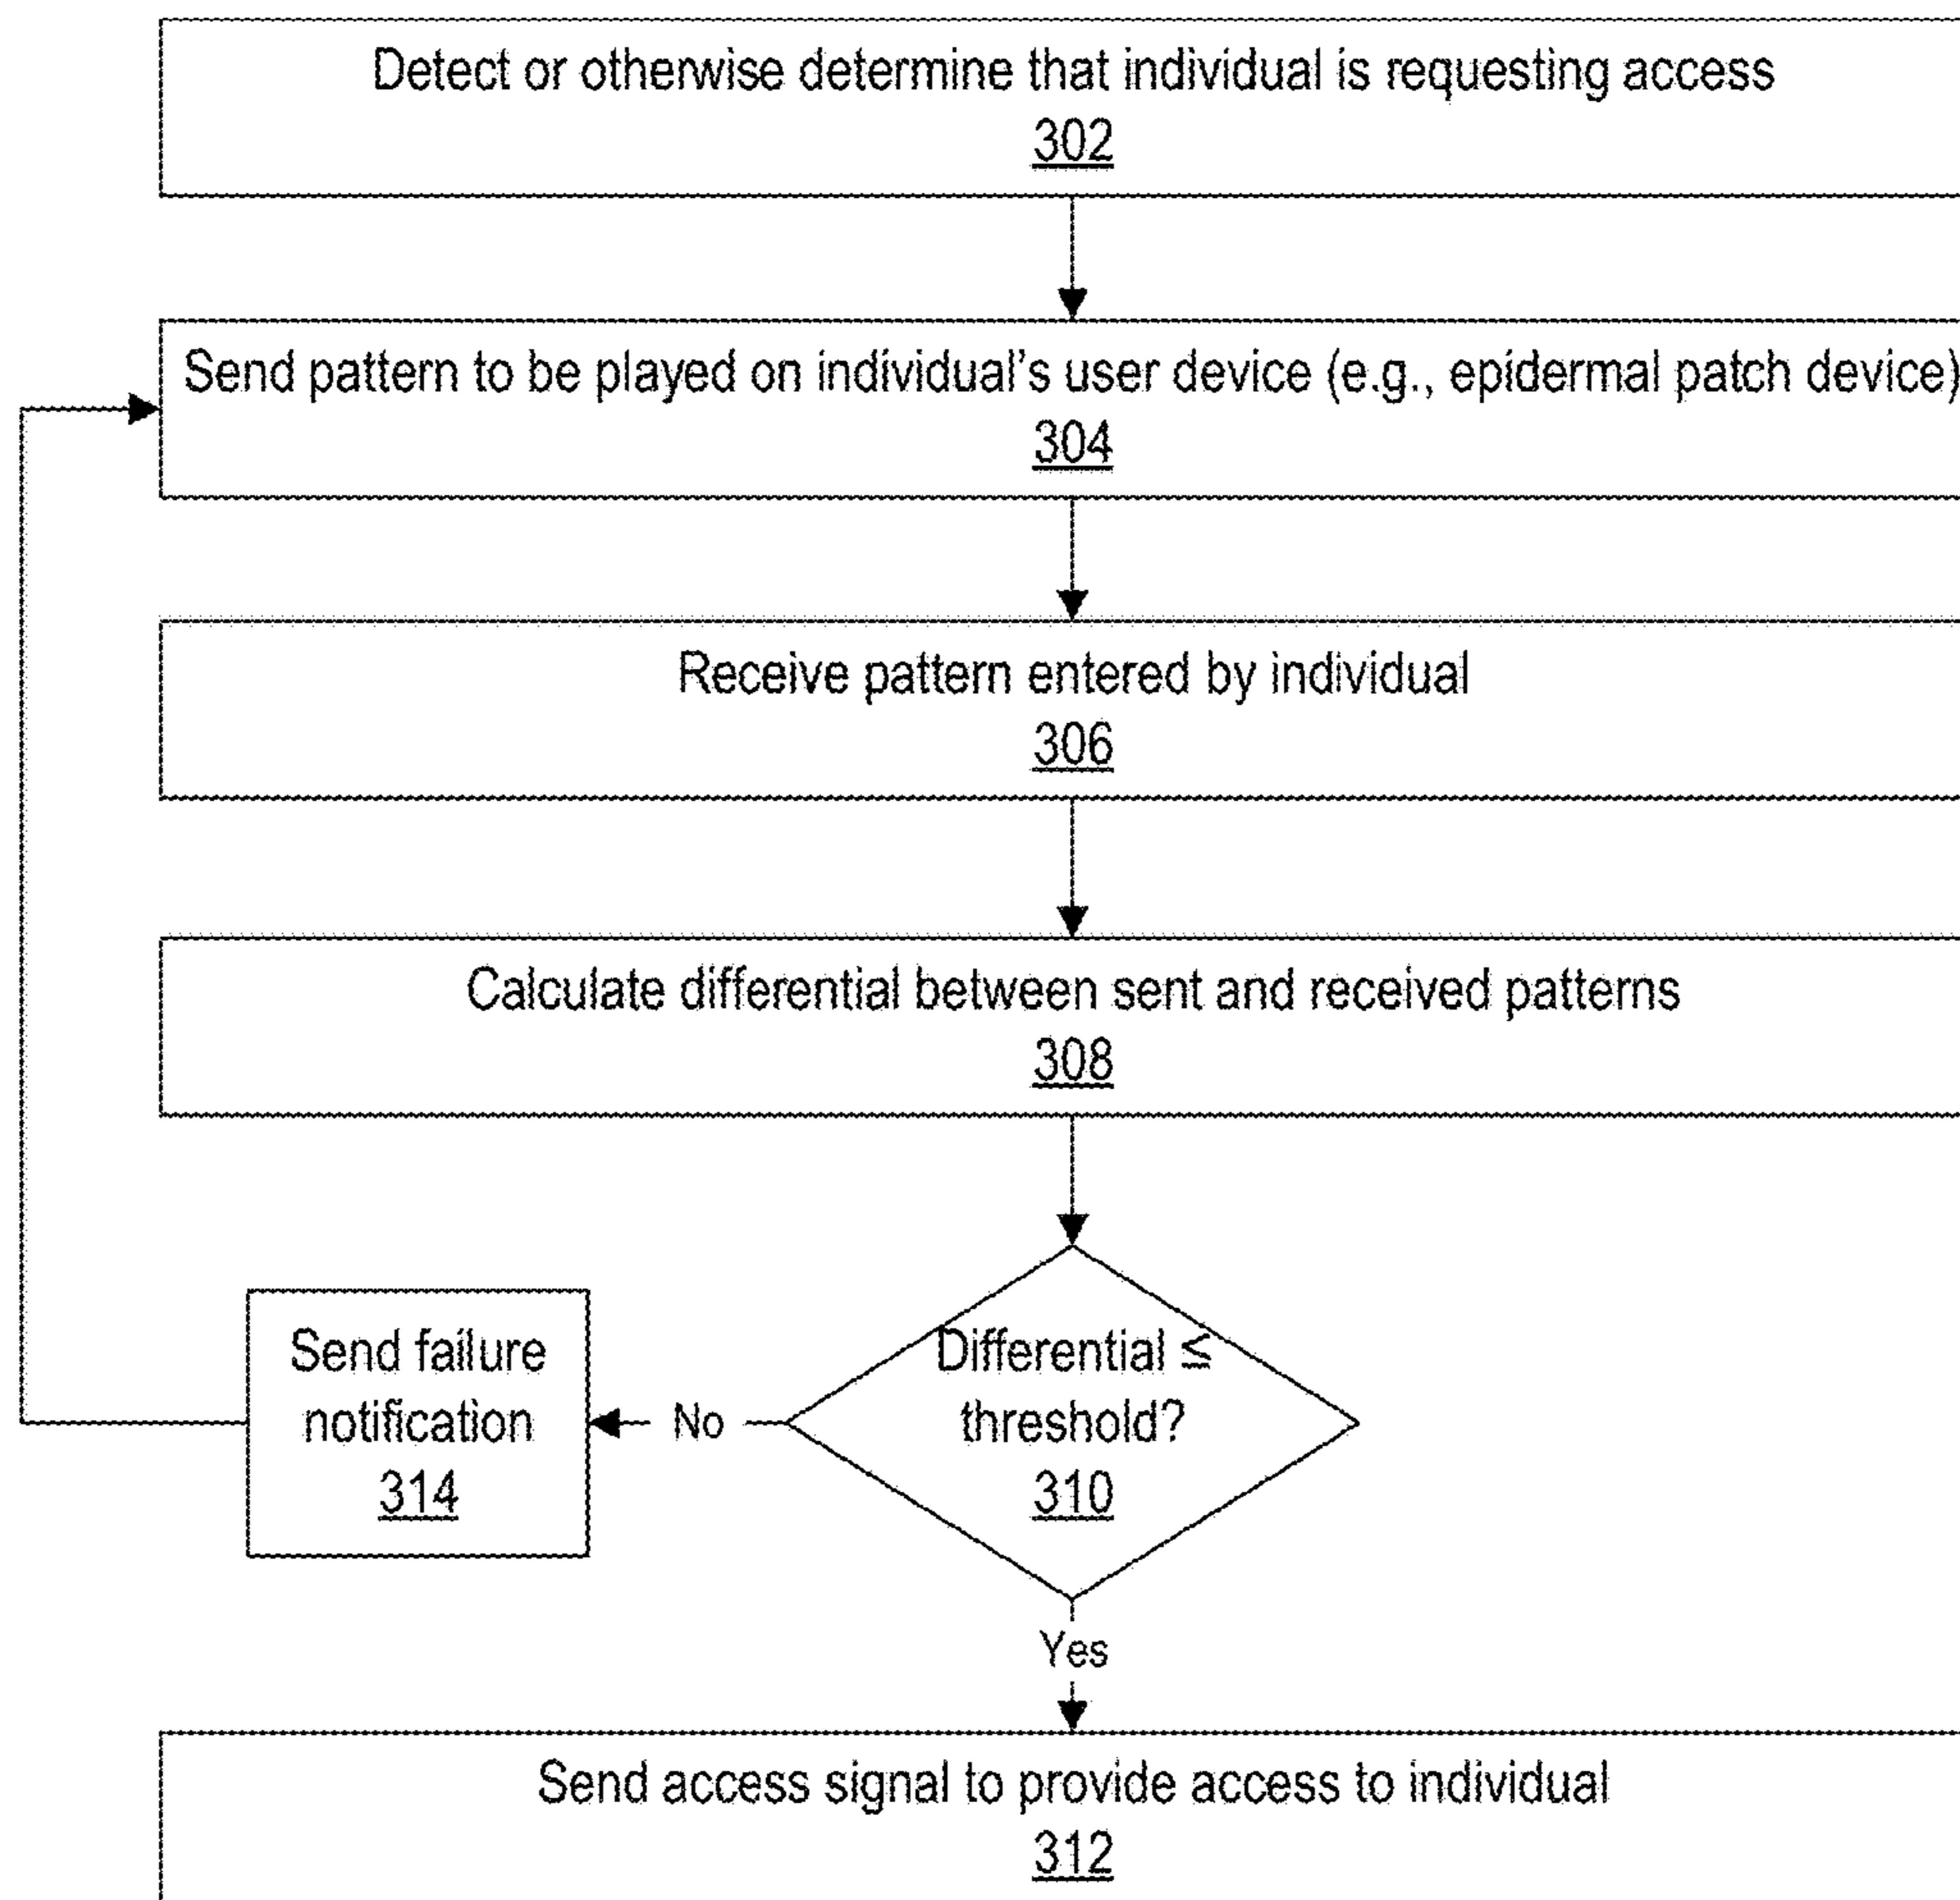 Detect or otherwise determine that individual is requesting access
302
Send pattern to be played on individual's user device (e.g., epidermal patch device)
304
Receive pattern entered by individual
306
Calculate differential between sent and received patterns
308
Differential ≦
threshold?
310
No
Send failure
notification
314
Yes
Send access signal to provide access to individual
312